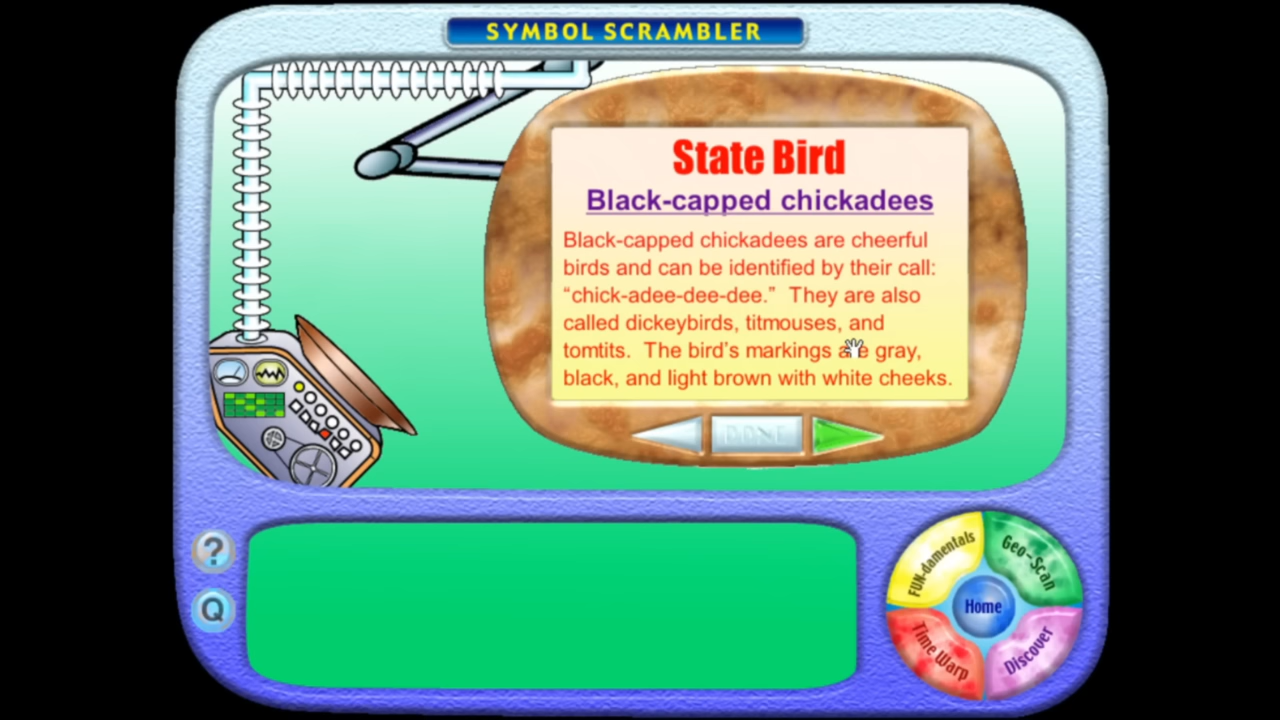 SYMBOL SCRAMBLER
State Bird
Black-capped chickadees
Black-capped chickadees are cheerful
birds and can be identified by their call:
“chick-adee-dee-dee.” They are also
called dickeybirds, titmouses, and
tomtits. The bird’s markings are gray,
black, and light brown with white cheeks.
DONE
?
Q
FUN-damentals
Geo-Scan
Home
Time Warp
Discover